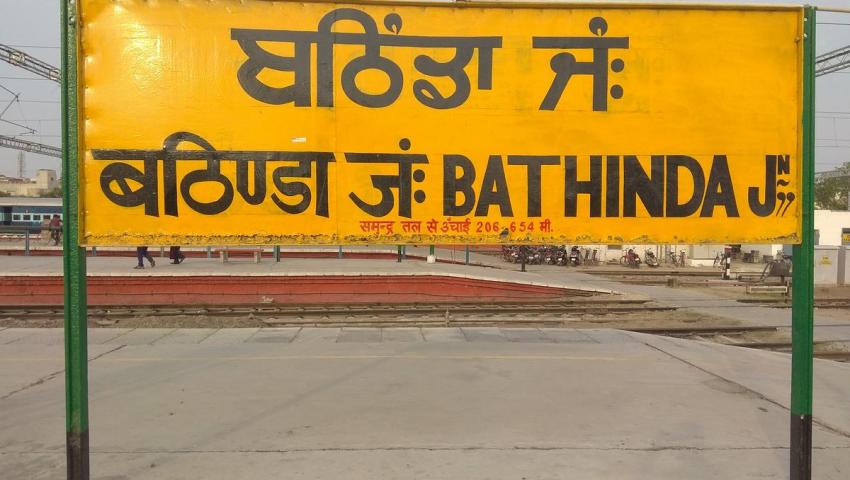 ਬਠਿੰਡਾ ਜੰ:
बठिण्डा जं: BATHINDA JN
समुन्द्र तल से उंचाई 206.654 मी.